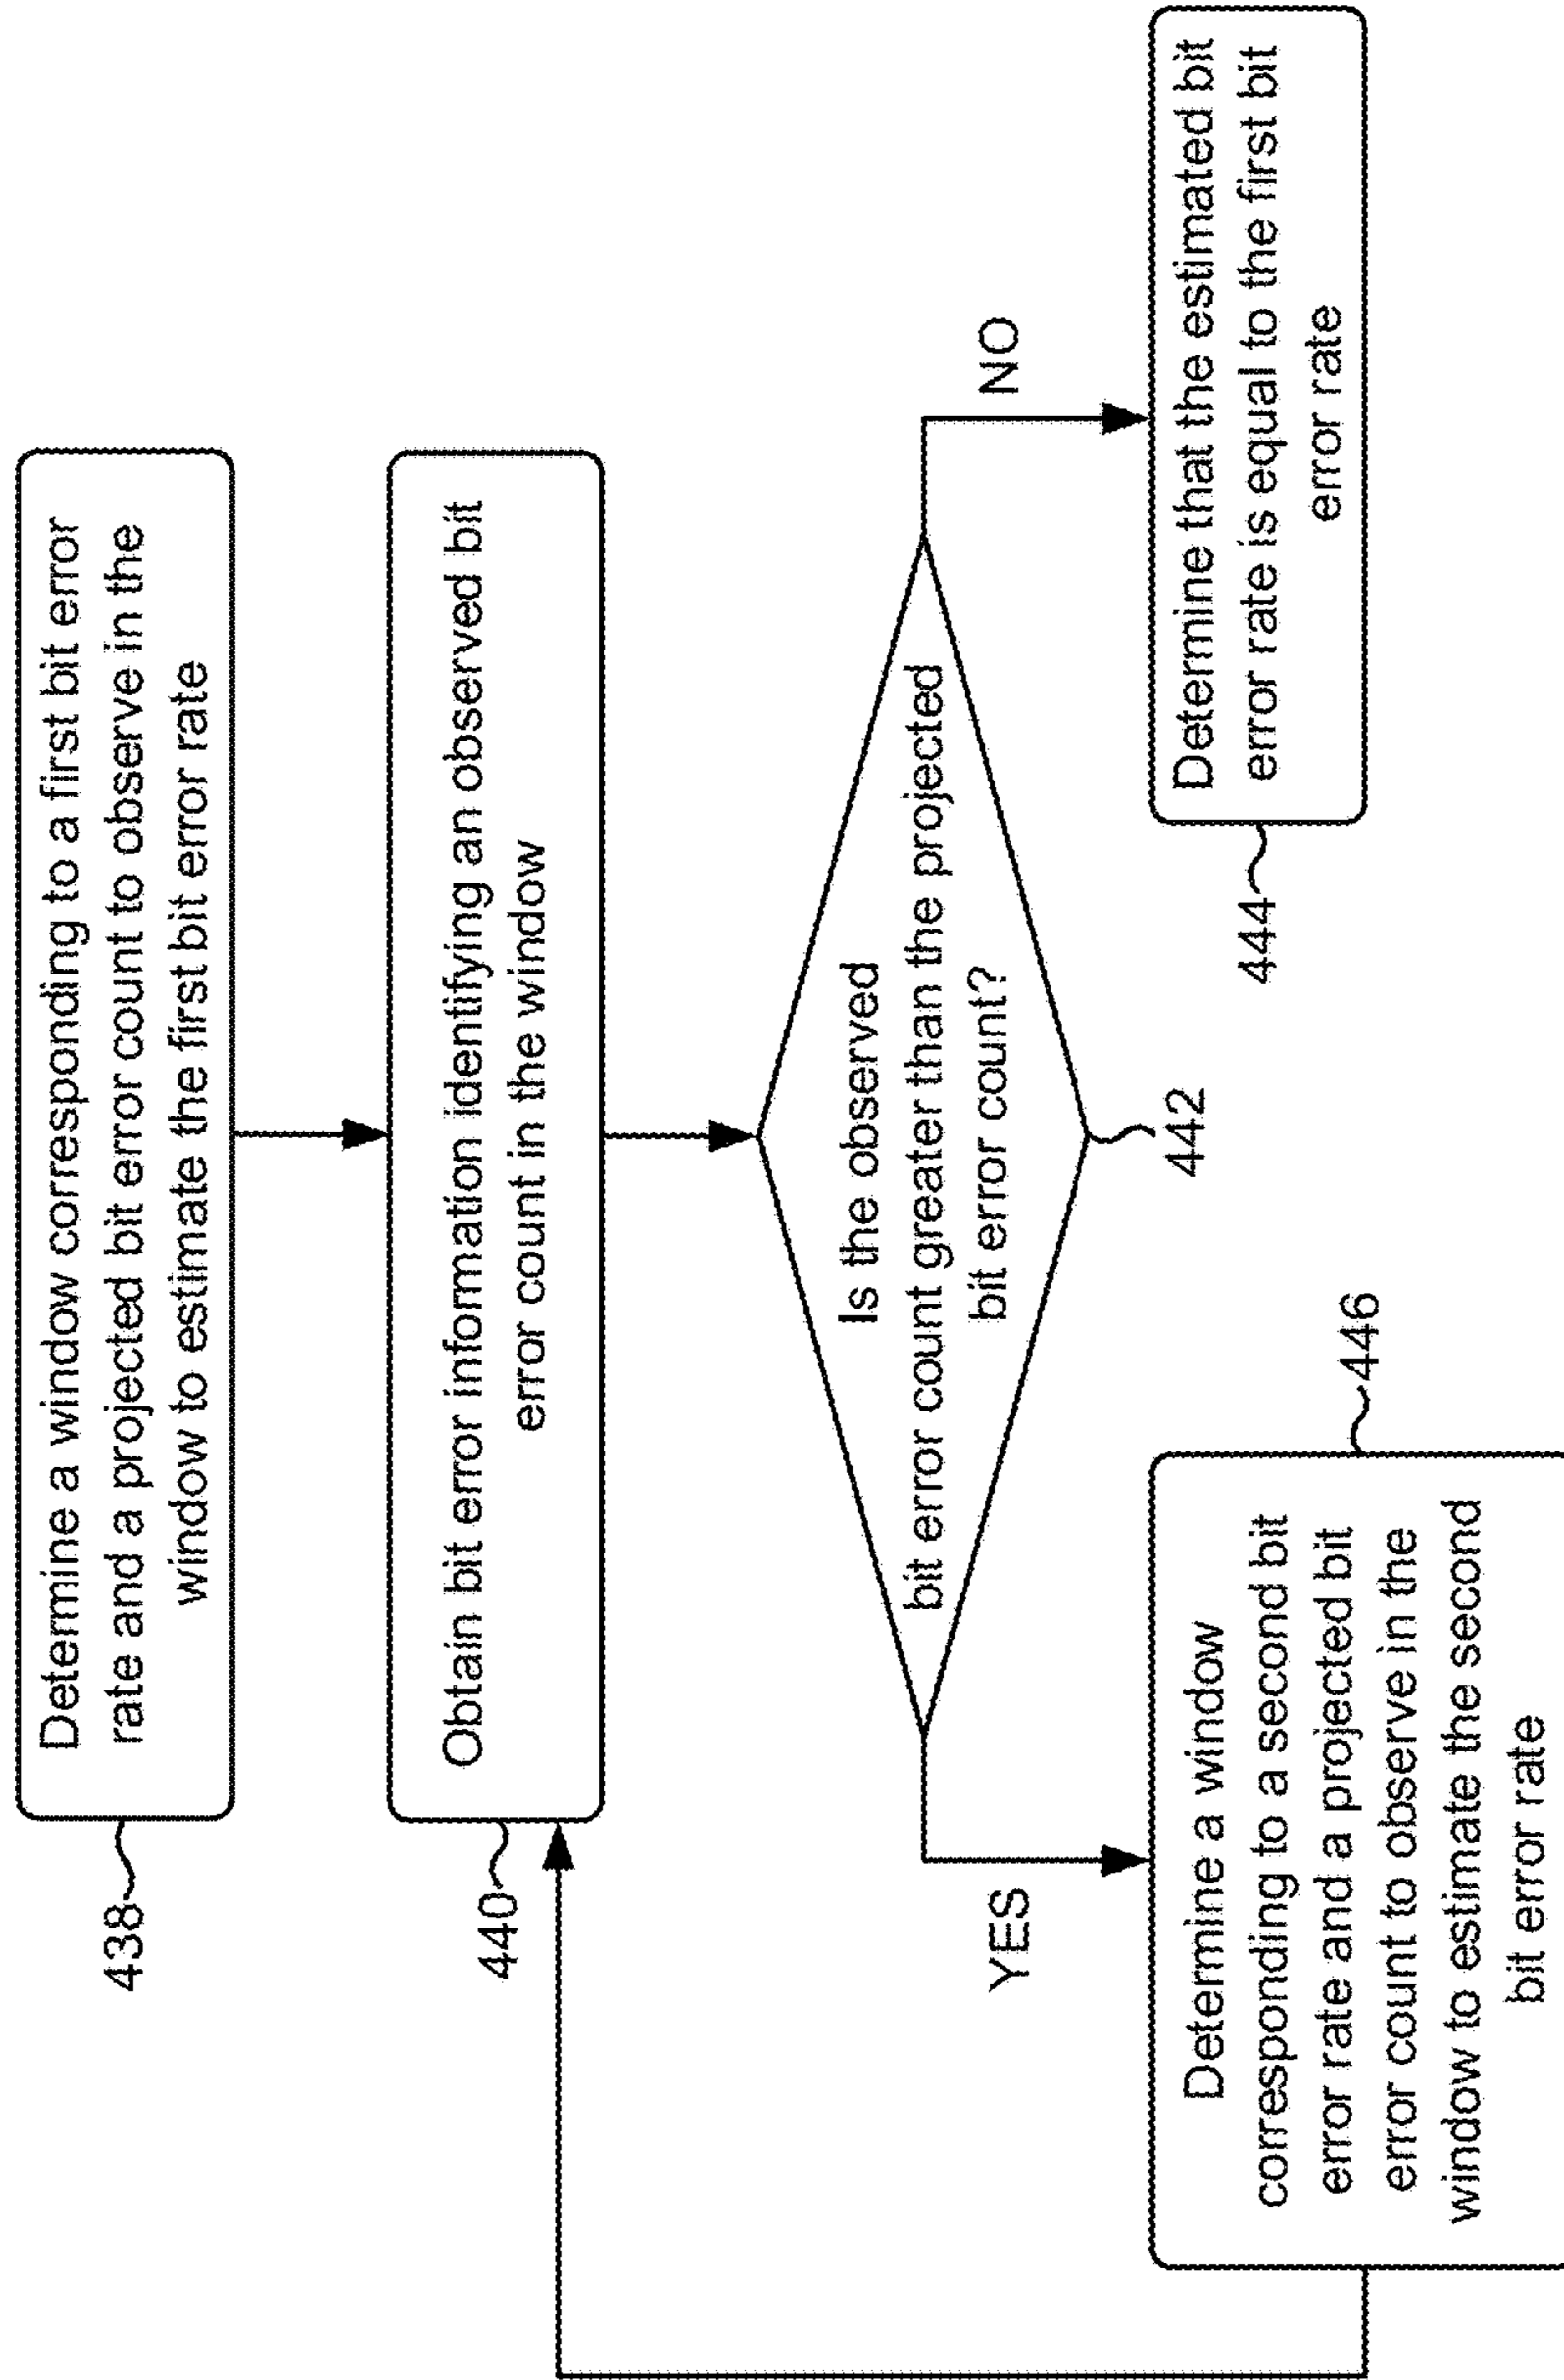 438
Determine a window corresponding to a first bit error
rate and a projected bit error count to observe in the
window to estimate the first bit error rate
440
Obtain bit error information identifying an observed bit
error count in the window
Is the observed
bit error count greater than the projected
bit error count?
442
YES
NO
Determine a window
corresponding to a second bit
error rate and a projected bit
error count to observe in the
window to estimate the second
bit error rate
446
444
Determine that the estimated bit
error rate is equal to the first bit
error rate